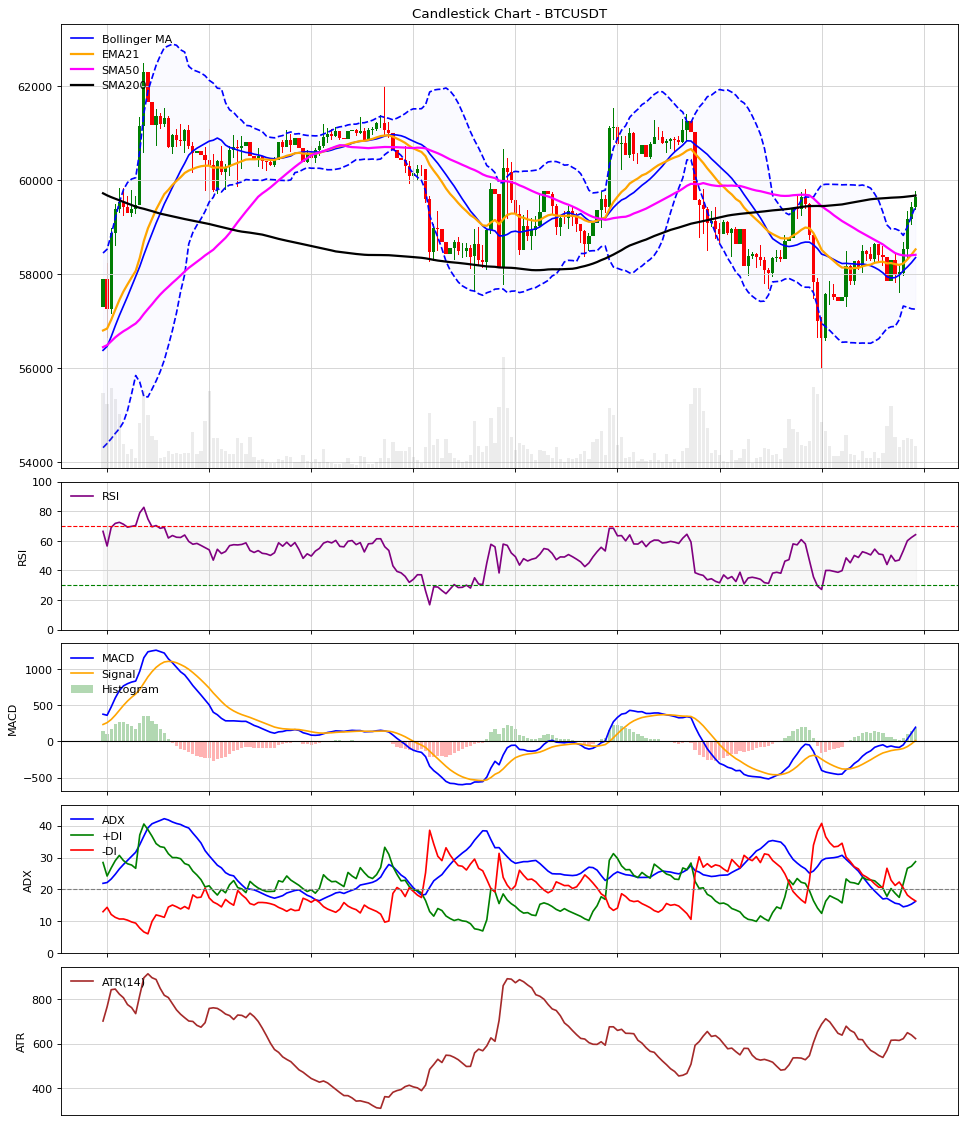 Candlestick Chart - BTCUSDT
Bollinger MA
EMA21
SMA50
SMA200
62000
60000
58000
56000
54000
RSI
100
80
60
40
20
0
RSI
MACD
Signal
Histogram
1000
500
0
−500
MACD
ADX
+DI
-DI
40
30
20
10
0
ADX
ATR(14)
800
600
400
ATR